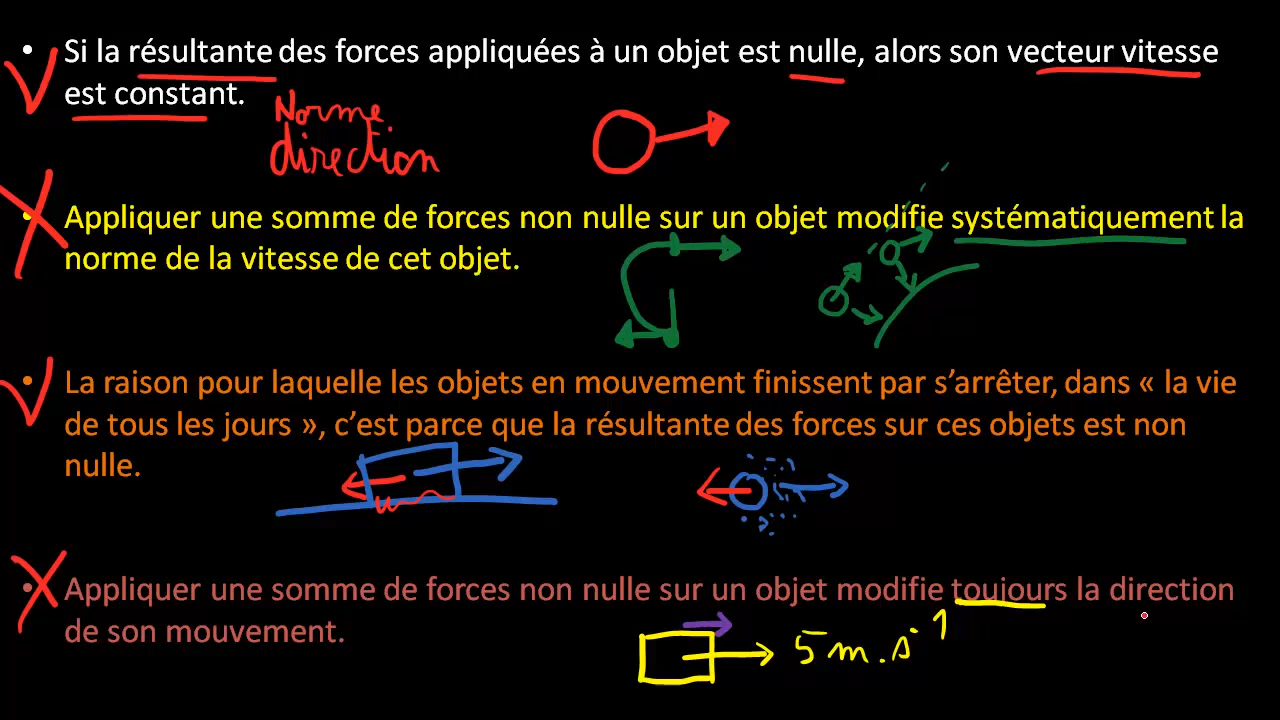 • Si la résultante des forces appliquées à un objet est nulle, alors son vecteur vitesse
est constant.
Norme
direction
• Appliquer une somme de forces non nulle sur un objet modifie systématiquement la
norme de la vitesse de cet objet.
• La raison pour laquelle les objets en mouvement finissent par s’arrêter, dans « la vie
de tous les jours », c’est parce que la résultante des forces sur ces objets est non
nulle.
• Appliquer une somme de forces non nulle sur un objet modifie toujours la direction
de son mouvement.
5 m.s⁻¹